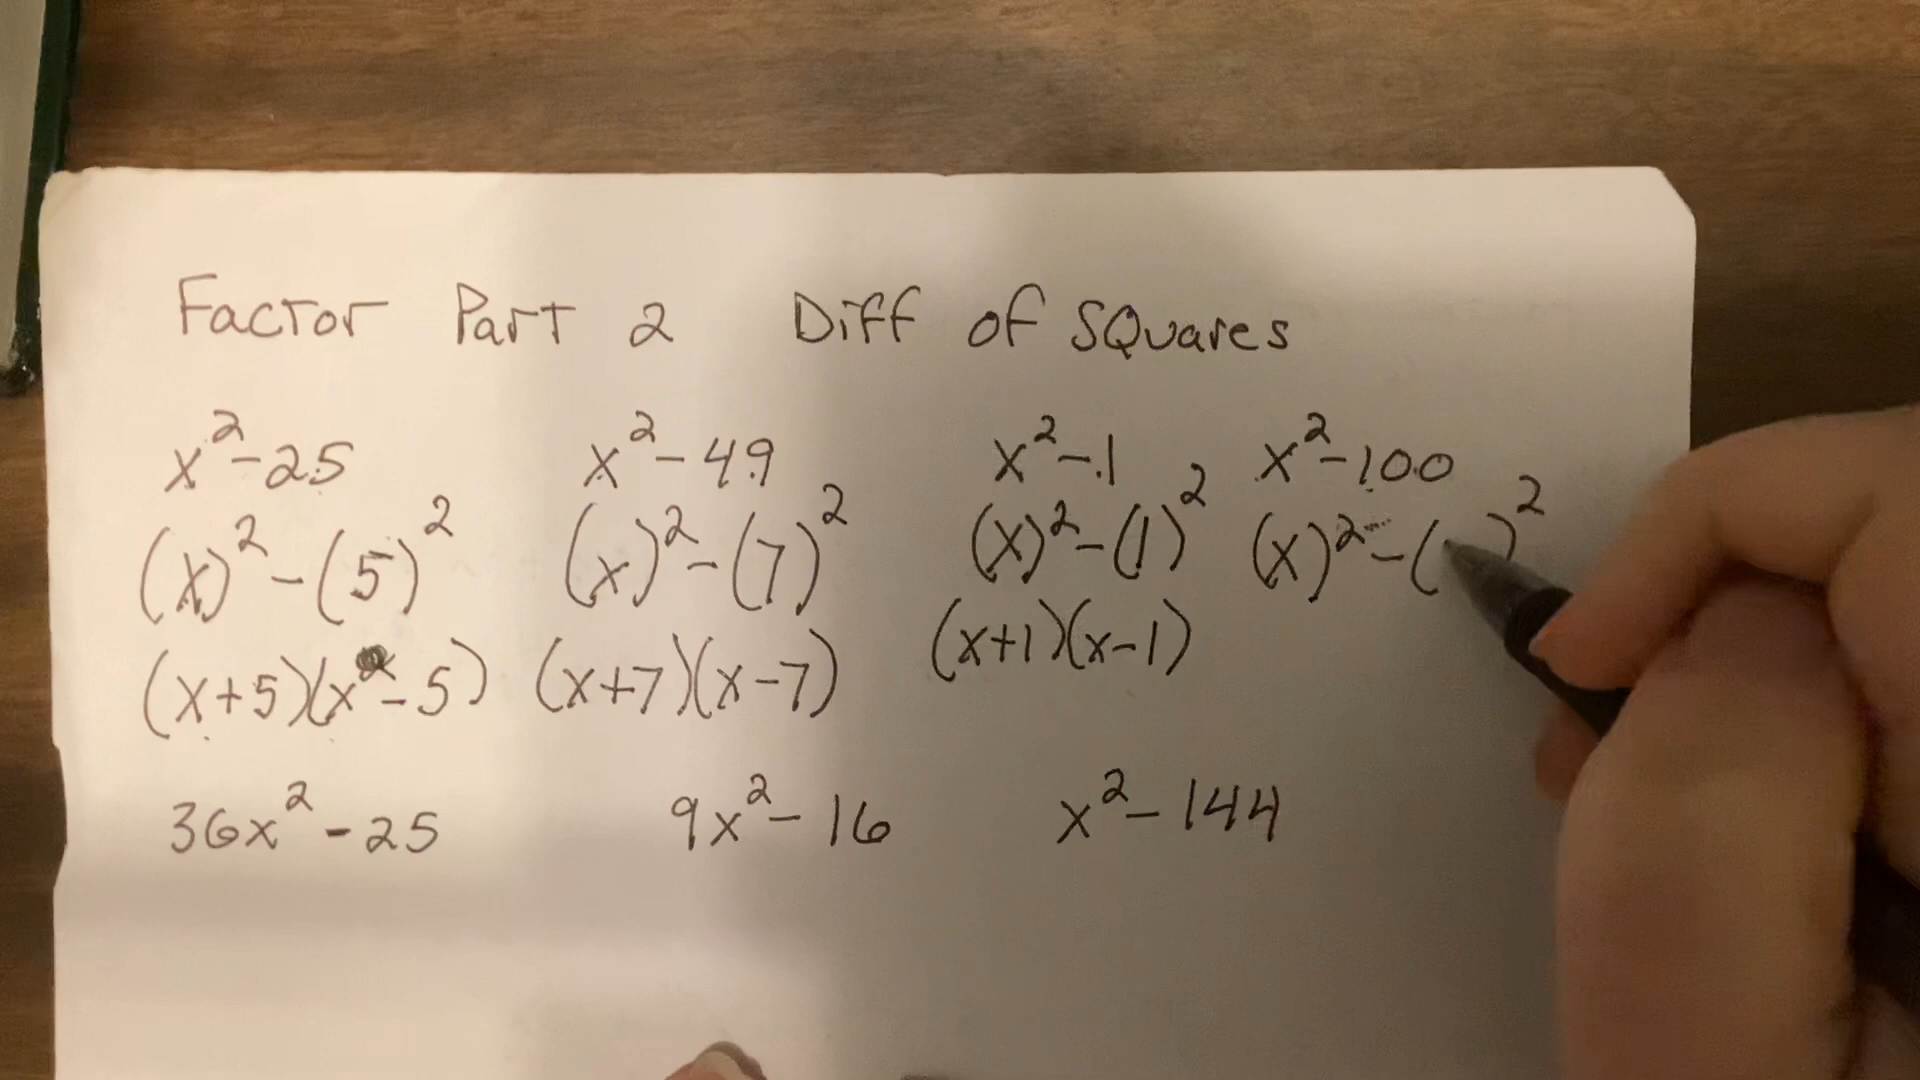 Factor Part 2 Diff of Squares
x²-25 x²-49 x²-1 x²-100
(x)²-(5)² (x)²-(7)² (x)²-(1)² (x)²-( )²
(x+5)(x-5) (x+7)(x-7) (x+1)(x-1)
36x²-25 9x²-16 x²-144